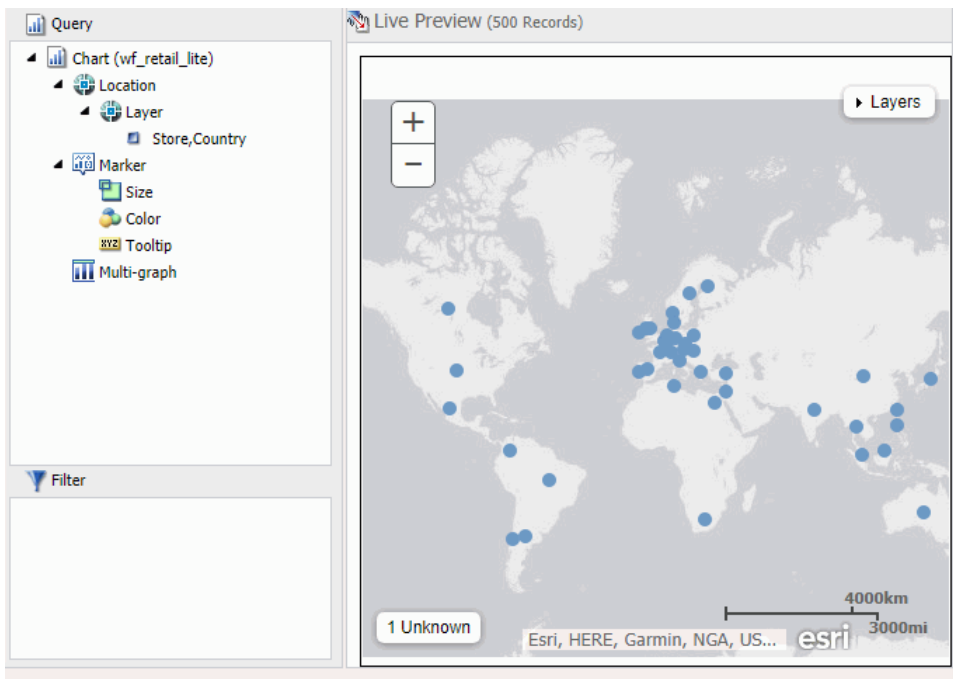 Query
Chart (wf_retail_lite)
Location
Layer
Store,Country
Marker
Size
Color
XYZ Tooltip
Multi-graph
Filter
Live Preview (500 Records)
Layers
+
−
4000km
3000mi
1 Unknown
Esri, HERE, Garmin, NGA, US...
esri